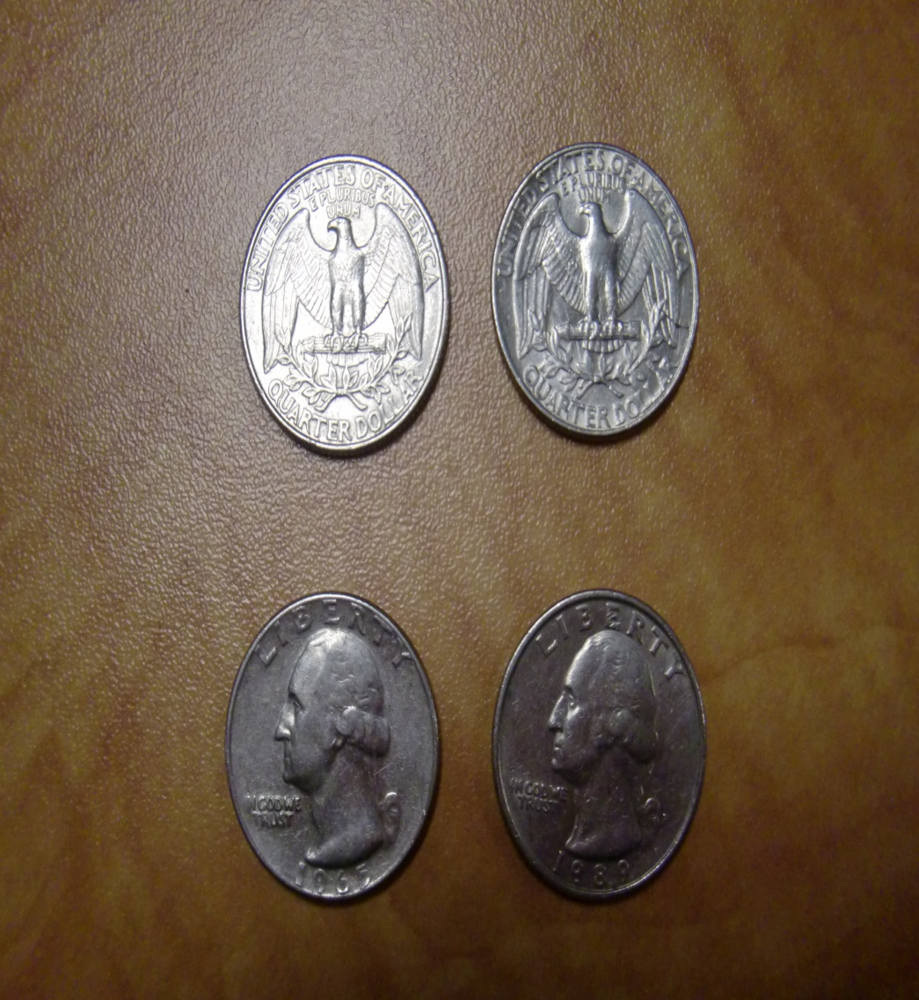 UNITED STATES OF AMERICA
E PLURIBUS
UNUM
QUARTER DOLLAR
UNITED STATES OF AMERICA
E PLURIBUS
UNUM
QUARTER DOLLAR
LIBERTY
IN GOD WE
TRUST
1965
LIBERTY
IN GOD WE
TRUST
1989